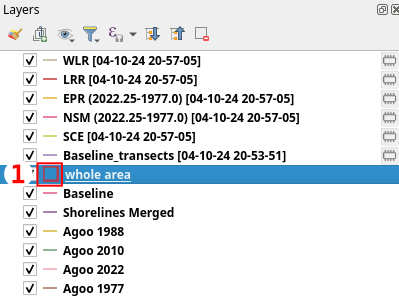 Layers
WLR [04-10-24 20-57-05]
LRR [04-10-24 20-57-05]
EPR (2022.25-1977.0) [04-10-24 20-57-05]
NSM (2022.25-1977.0) [04-10-24 20-57-05]
SCE [04-10-24 20-57-05]
Baseline_transects [04-10-24 20-53-51]
1 whole area
Baseline
Shorelines Merged
Agoo 1988
Agoo 2010
Agoo 2022
Agoo 1977